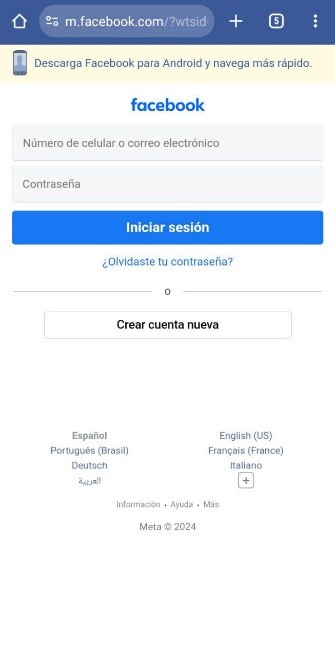 m.facebook.com/?wtsid
5
Descarga Facebook para Android y navega más rápido.
facebook
Número de celular o correo electrónico
Contraseña
Iniciar sesión
¿Olvidaste tu contraseña?
o
Crear cuenta nueva
Español
English (US)
Português (Brasil)
Français (France)
Deutsch
Italiano
العربية
+
Información · Ayuda · Más
Meta © 2024